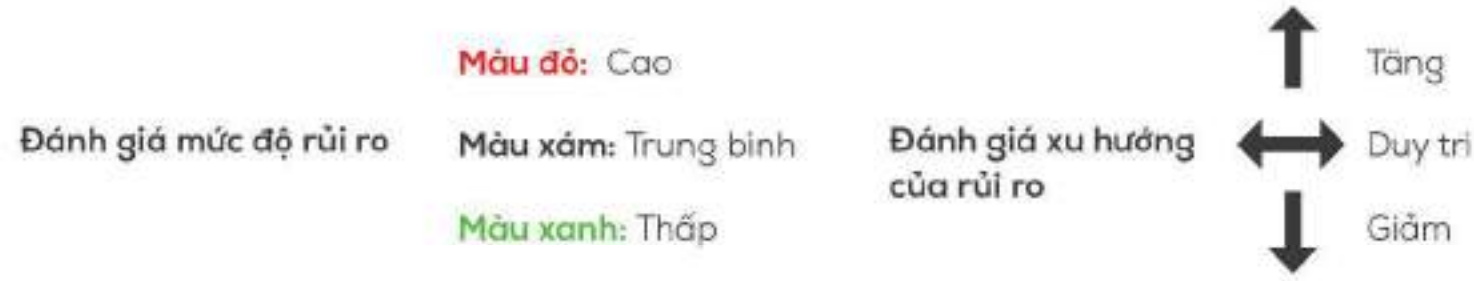 Đánh giá mức độ rủi ro
Màu đỏ: Cao
Màu xám: Trung bình
Màu xanh: Thấp
Đánh giá xu hướng
của rủi ro
Tăng
Duy trì
Giảm